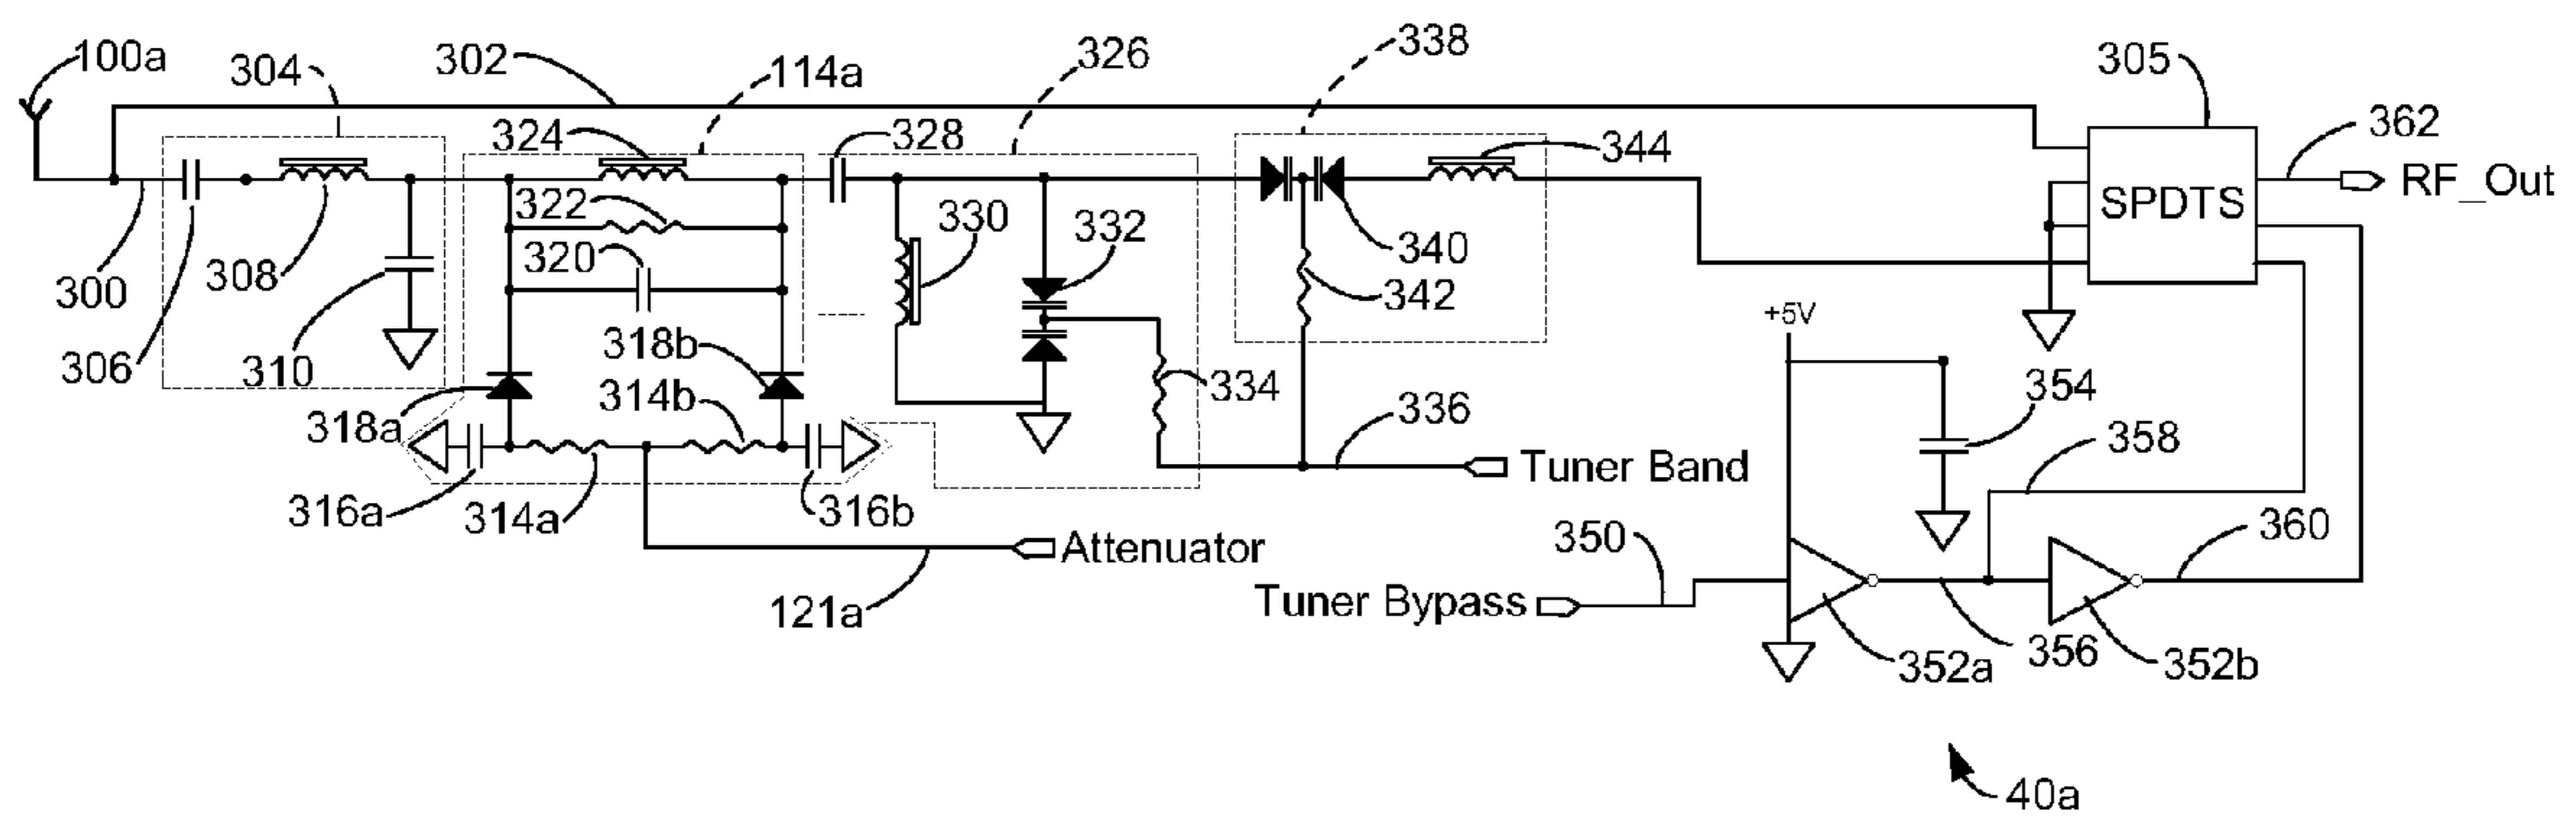 100a
304
302
114a
326
338
305
324
328
344
362
RF_Out
SPDTS
322
330
332
340
320
300
308
342
306
310
318b
+5V
318a
314b
334
336
354
Tuner Band
358
316a
314a
316b
350
Attenuator
360
121a
Tuner Bypass
352a
356
352b
40a